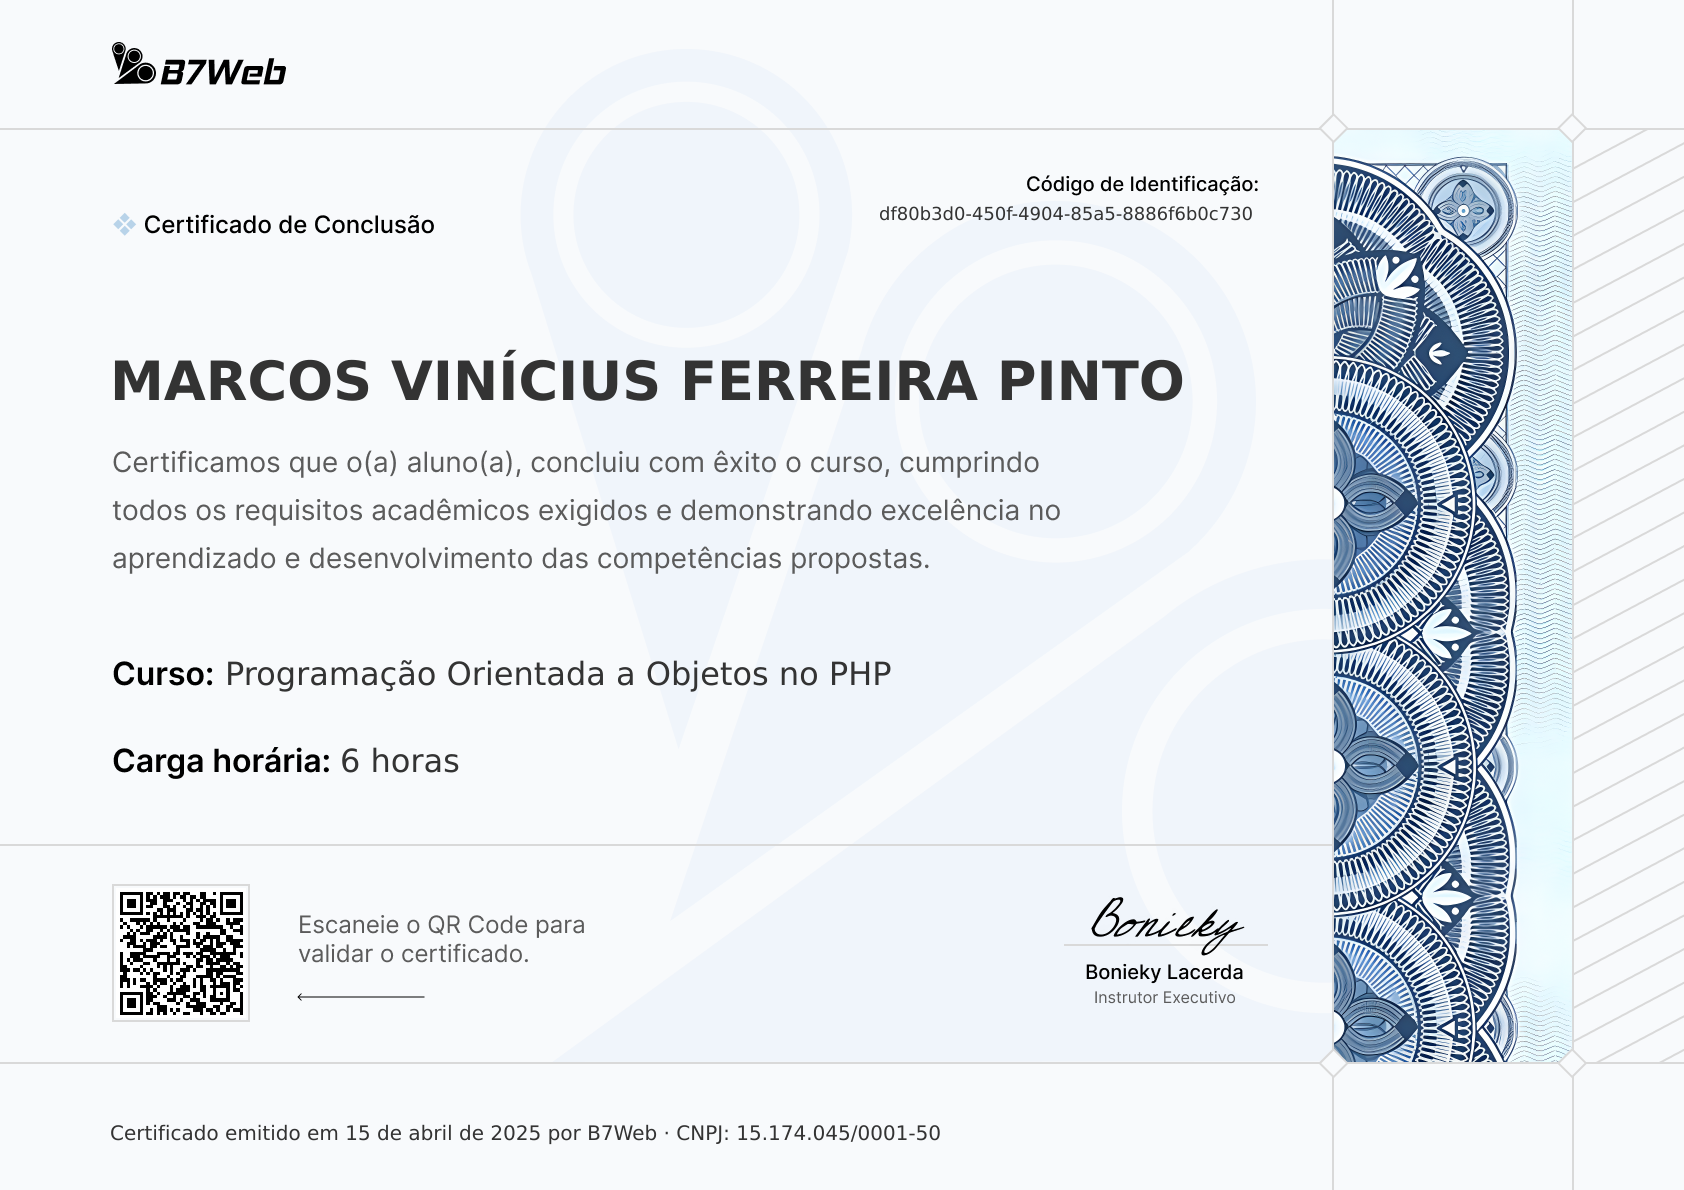 B7Web
Código de Identificação:
df80b3d0-450f-4904-85a5-8886f6b0c730
Certificado de Conclusão
MARCOS VINÍCIUS FERREIRA PINTO
Certificamos que o(a) aluno(a), concluiu com êxito o curso, cumprindo
todos os requisitos acadêmicos exigidos e demonstrando excelência no
aprendizado e desenvolvimento das competências propostas.
Curso: Programação Orientada a Objetos no PHP
Carga horária: 6 horas
Escaneie o QR Code para
validar o certificado.
Bonieky
Bonieky Lacerda
Instrutor Executivo
Certificado emitido em 15 de abril de 2025 por B7Web · CNPJ: 15.174.045/0001-50